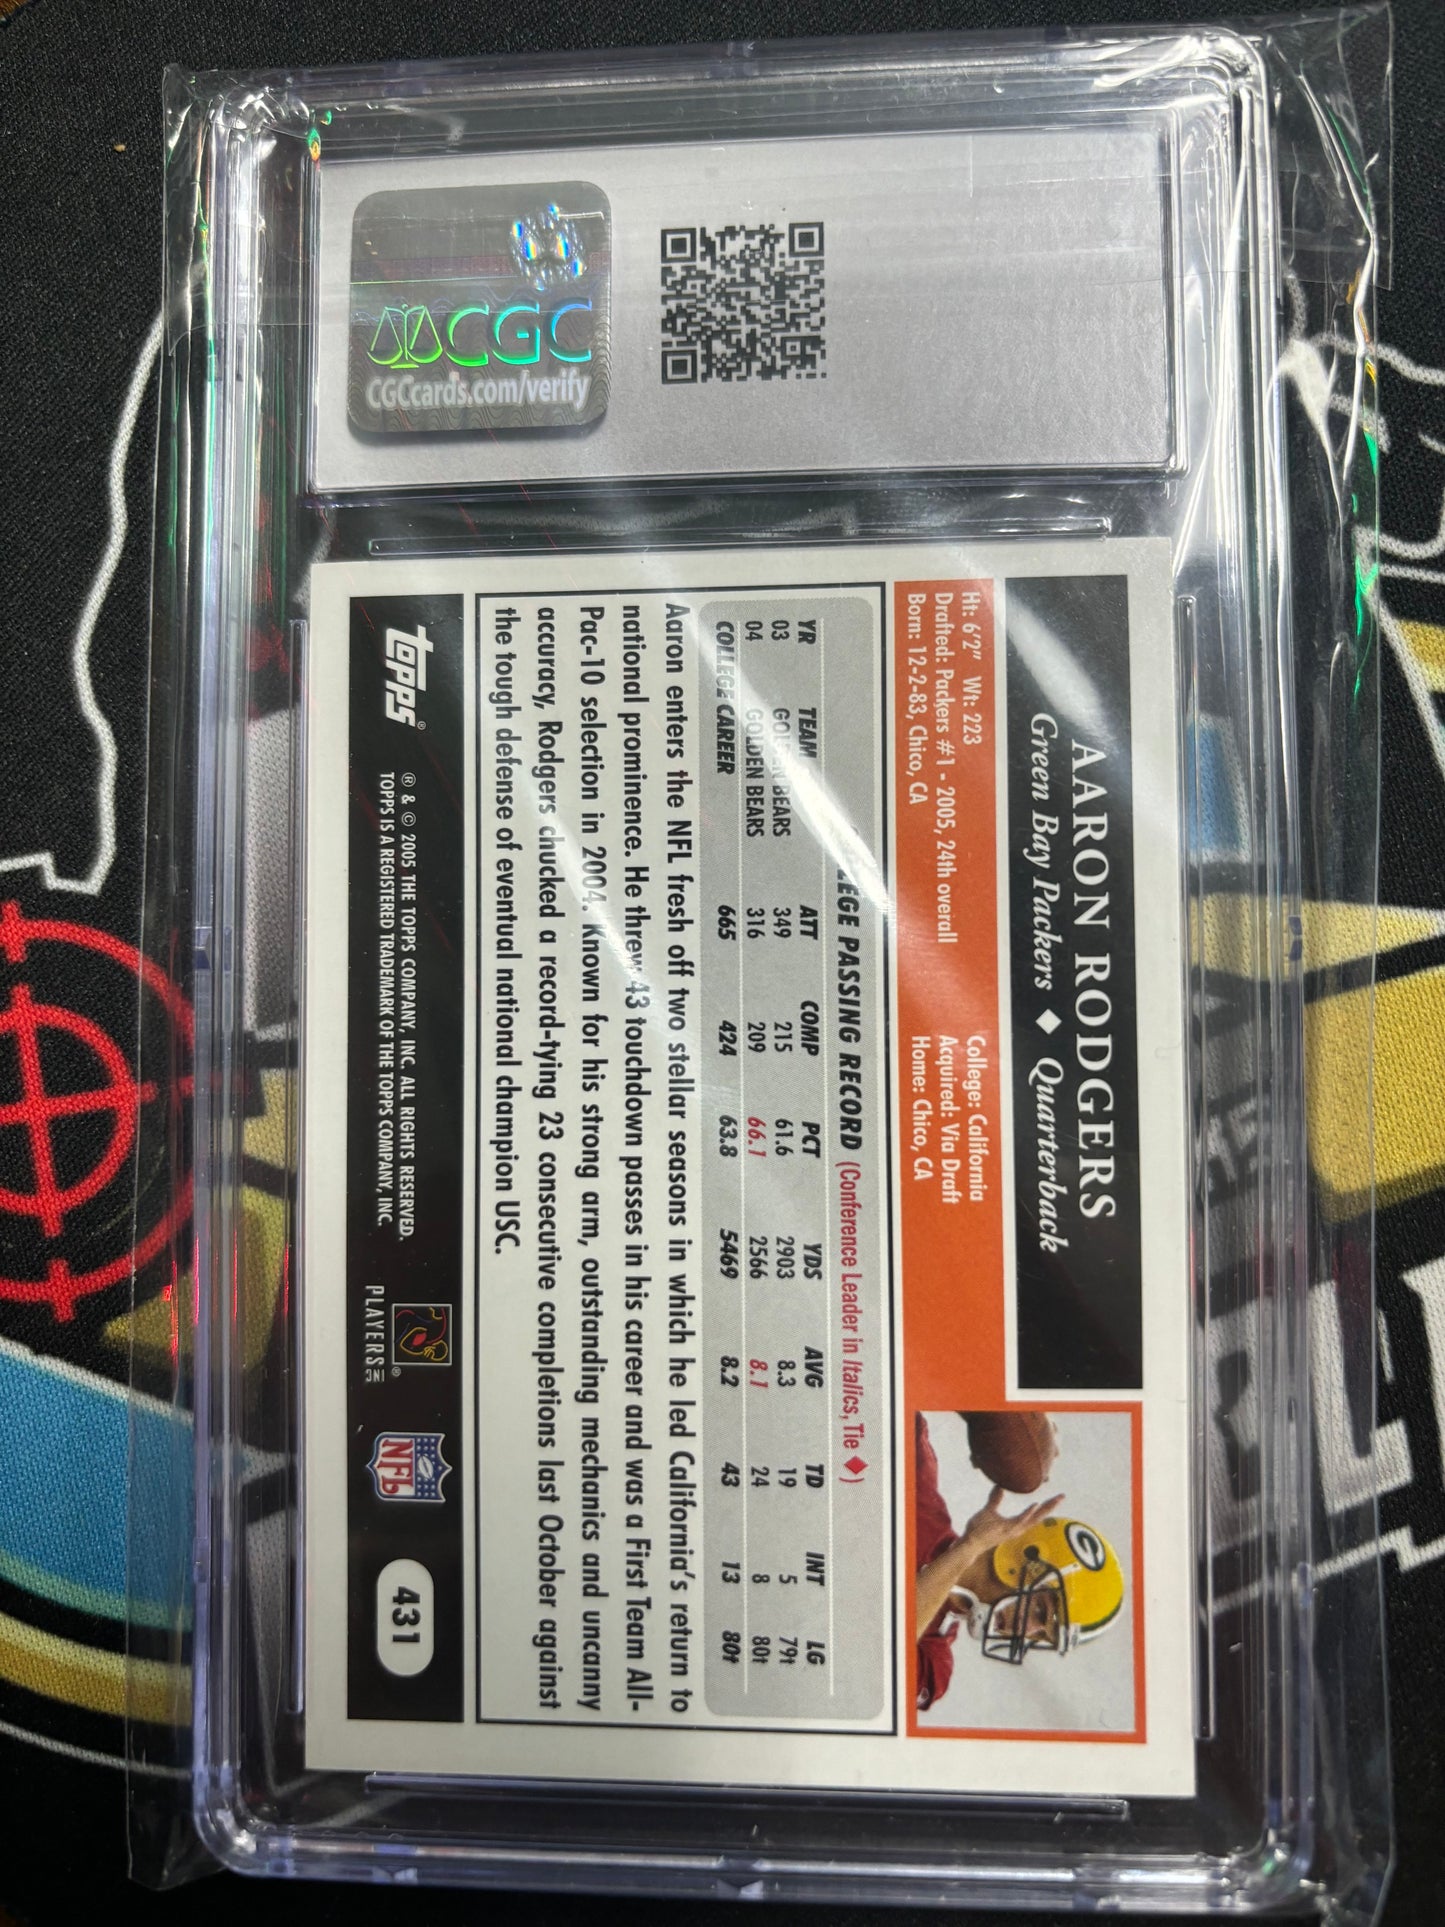 CGC
CGCcards.com/verify
AARON RODGERS
Green Bay Packers ♦ Quarterback
Ht: 6'2" Wt: 223
Drafted: Packers #1 - 2005, 24th overall
Born: 12-2-83, Chico, CA
College: California
Acquired: Via Draft
Home: Chico, CA
LEGE PASSING RECORD (Conference Leader in Italics, Tie ♦)
YR TEAM ATT COMP PCT YDS AVG TD INT LG
03 GOLDEN BEARS 349 215 61.6 2903 8.3 19 5 79t
04 GOLDEN BEARS 316 209 66.1 2566 8.1 24 8 80t
COLLEGE CAREER 665 424 63.8 5469 8.2 43 13 80t
Aaron enters the NFL fresh off two stellar seasons in which he led California's return to
national prominence. He threw 43 touchdown passes in his career and was a First Team All-
Pac-10 selection in 2004. Known for his strong arm, outstanding mechanics and uncanny
accuracy, Rodgers chucked a record-tying 23 consecutive completions last October against
the tough defense of eventual national champion USC.
topps®
® & © 2005 THE TOPPS COMPANY, INC. ALL RIGHTS RESERVED.
TOPPS IS A REGISTERED TRADEMARK OF THE TOPPS COMPANY, INC.
PLAYERS INC ®
NFL
431